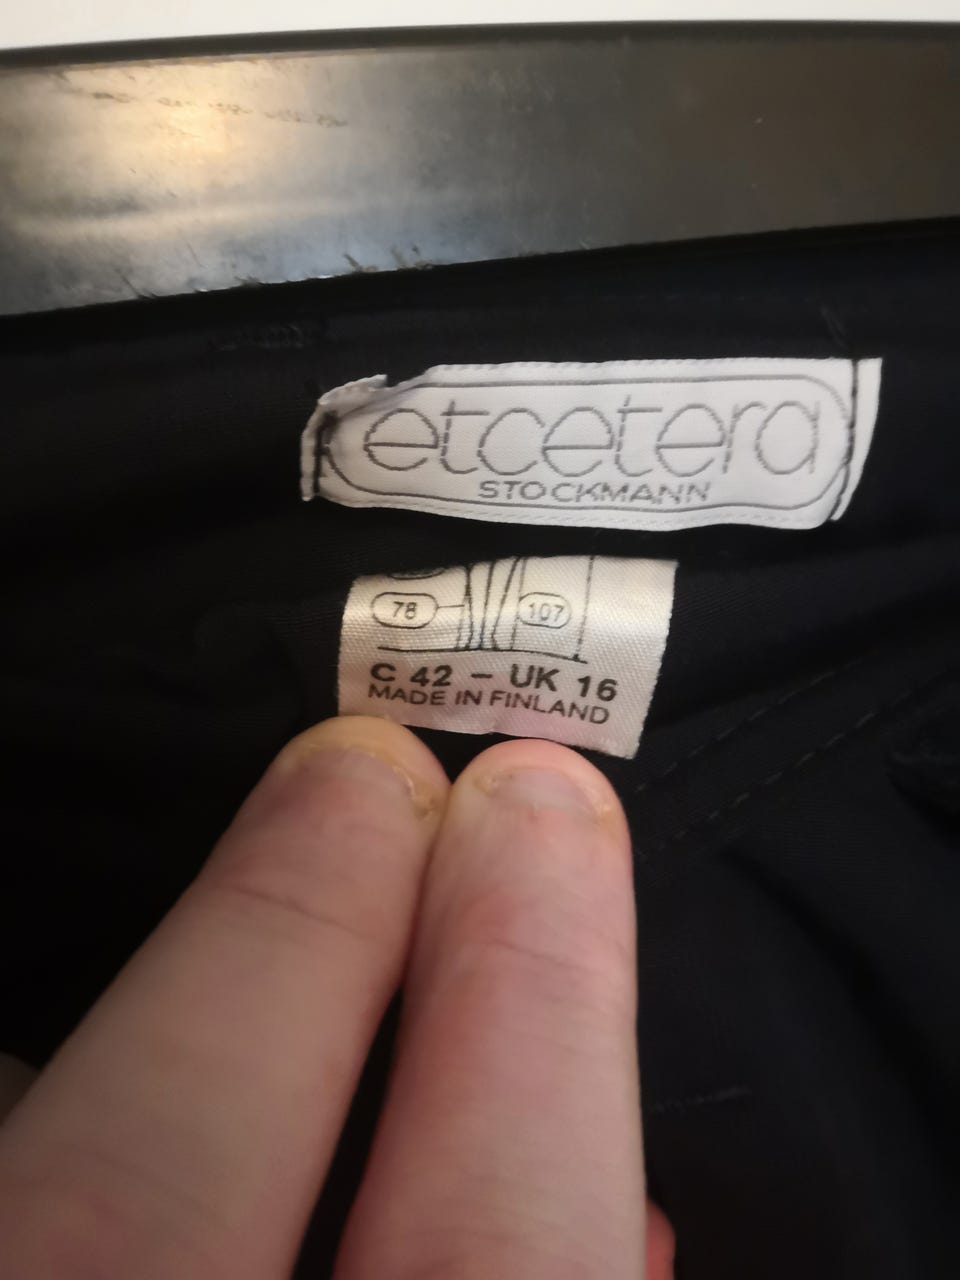 etcetera
STOCKMANN
78 107
C 42 - UK 16
MADE IN FINLAND